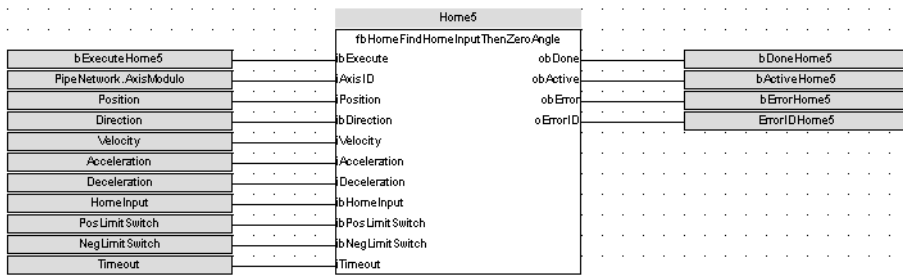 Home5
fbHomeFindHomeInputThenZeroAngle
bExecuteHome5 ibExecute obDone bDoneHome5
PipeNetwork.AxisModulo iAxisID obActive bActiveHome5
Position iPosition obError bErrorHome5
Direction ibDirection oErrorID ErrorIDHome5
Velocity iVelocity
Acceleration iAcceleration
Deceleration iDeceleration
HomeInput ibHomeInput
PosLimitSwitch ibPosLimitSwitch
NegLimitSwitch ibNegLimitSwitch
Timeout iTimeout